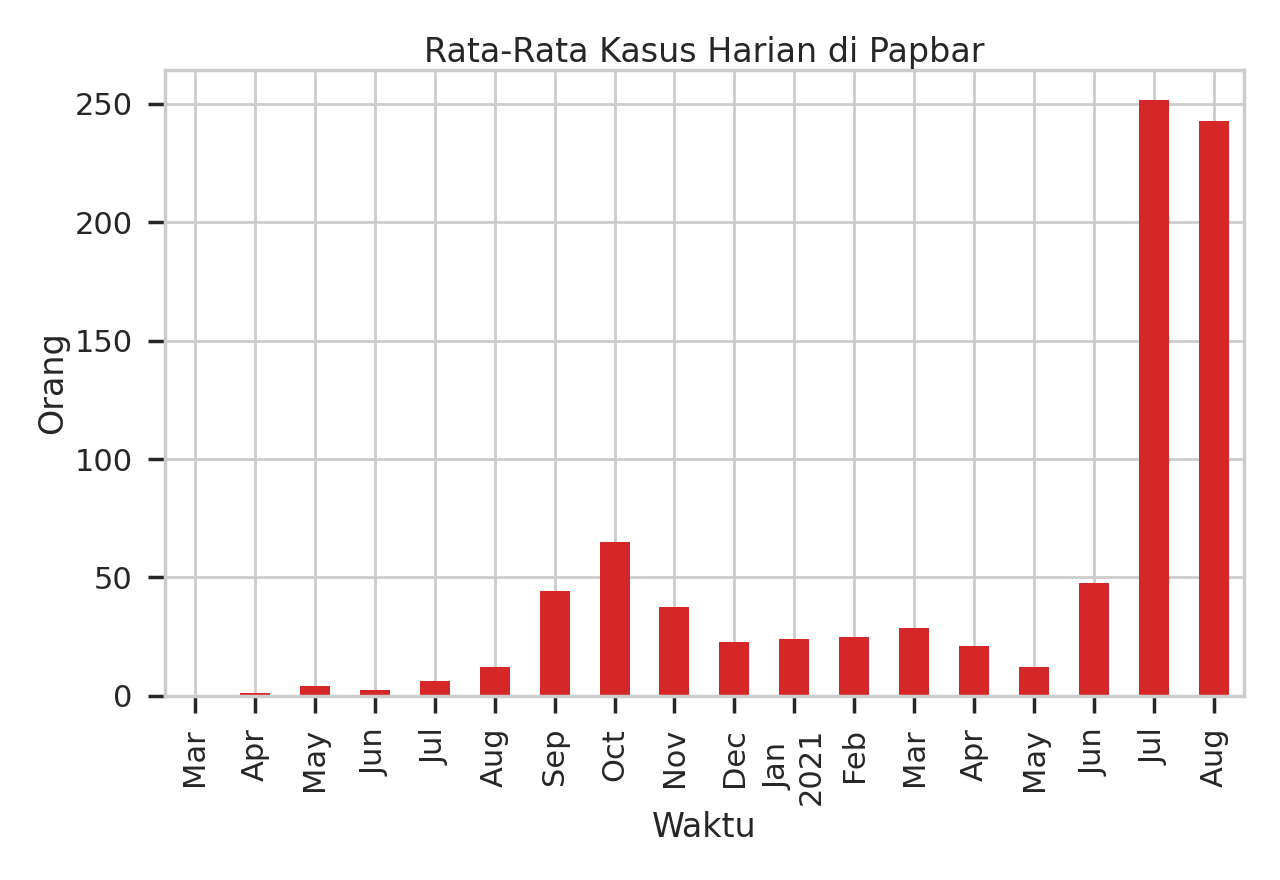 Rata-Rata Kasus Harian di Papbar
Orang
250
200
150
100
50
0
Mar
Apr
May
Jun
Jul
Aug
Sep
Oct
Nov
Dec
Jan
2021
Feb
Mar
Apr
May
Jun
Jul
Aug
Waktu